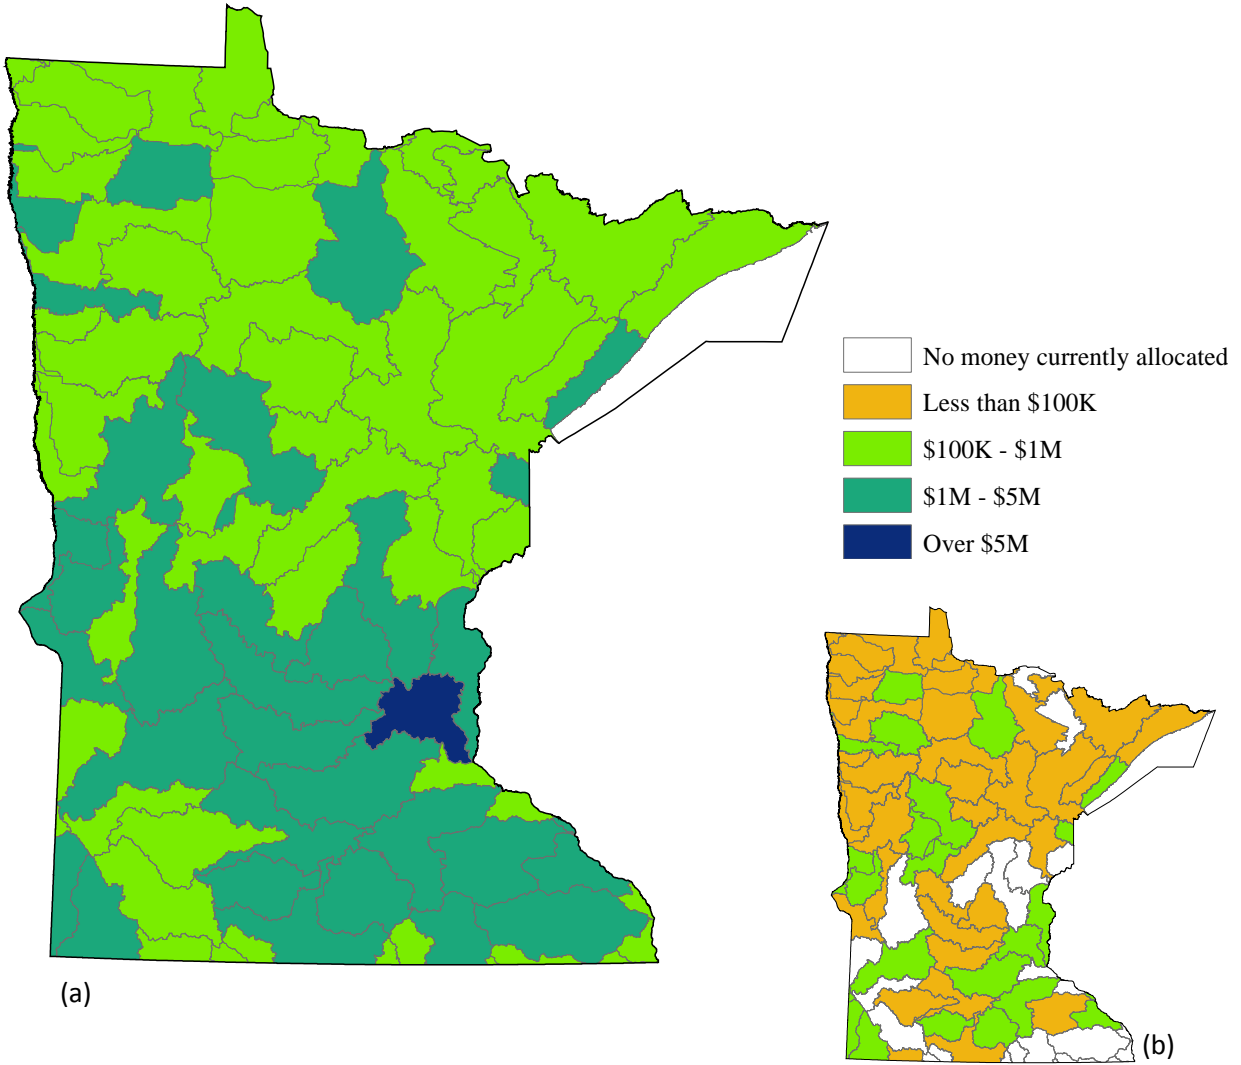 No money currently allocated
Less than $100K
$100K - $1M
$1M - $5M
Over $5M
(a)
(b)